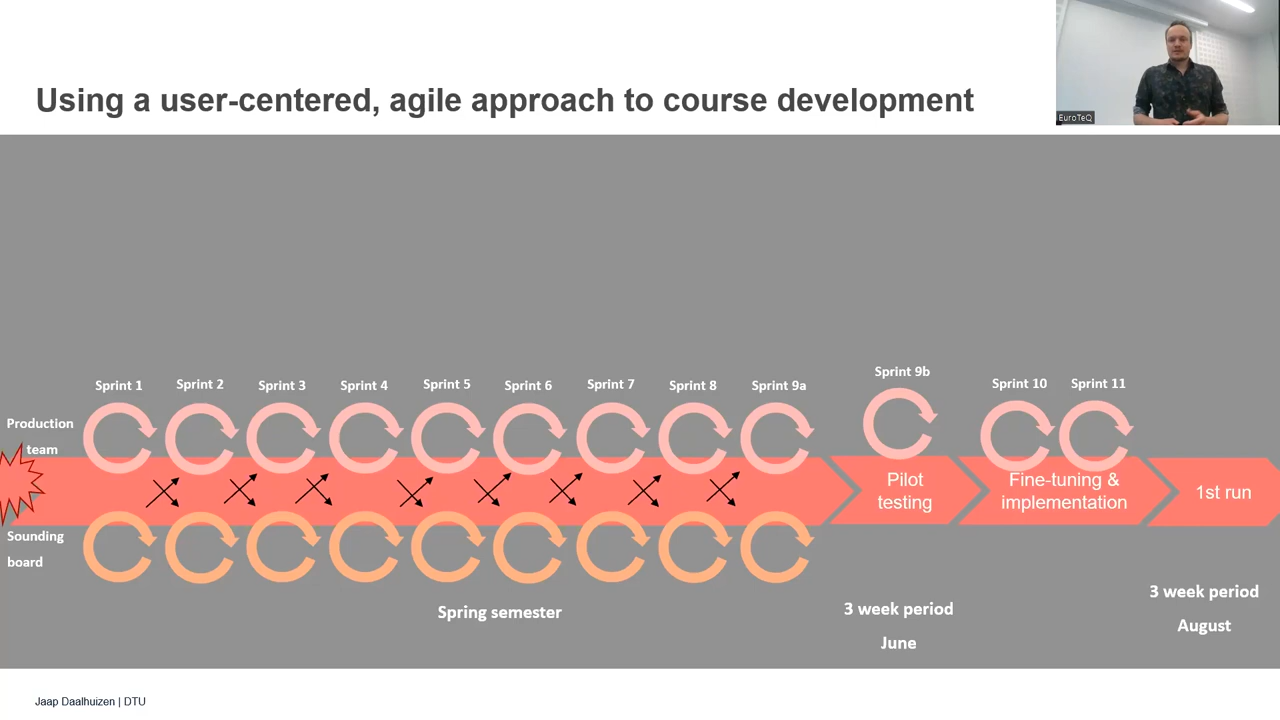 Using a user-centered, agile approach to course development
EuroTeQ
Sprint 1
Sprint 2
Sprint 3
Sprint 4
Sprint 5
Sprint 6
Sprint 7
Sprint 8
Sprint 9a
Sprint 9b
Sprint 10
Sprint 11
Production
team
Pilot
testing
Fine-tuning &
implementation
1st run
Sounding
board
Spring semester
3 week period
June
3 week period
August
Jaap Daalhuizen | DTU